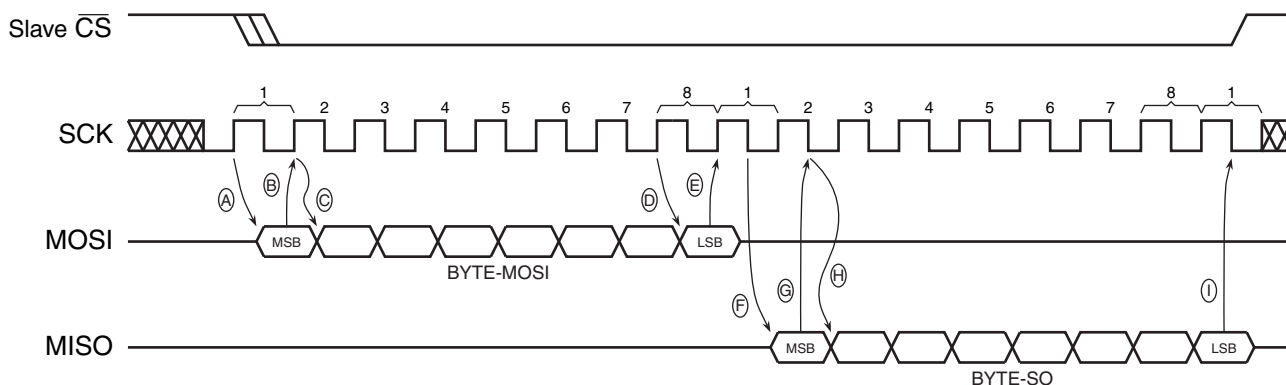 Slave CS
1 2 3 4 5 6 7 8 1 2 3 4 5 6 7 8 1
SCK
A B C D E
MOSI MSB LSB
BYTE-MOSI
F G H I
MISO MSB LSB
BYTE-SO